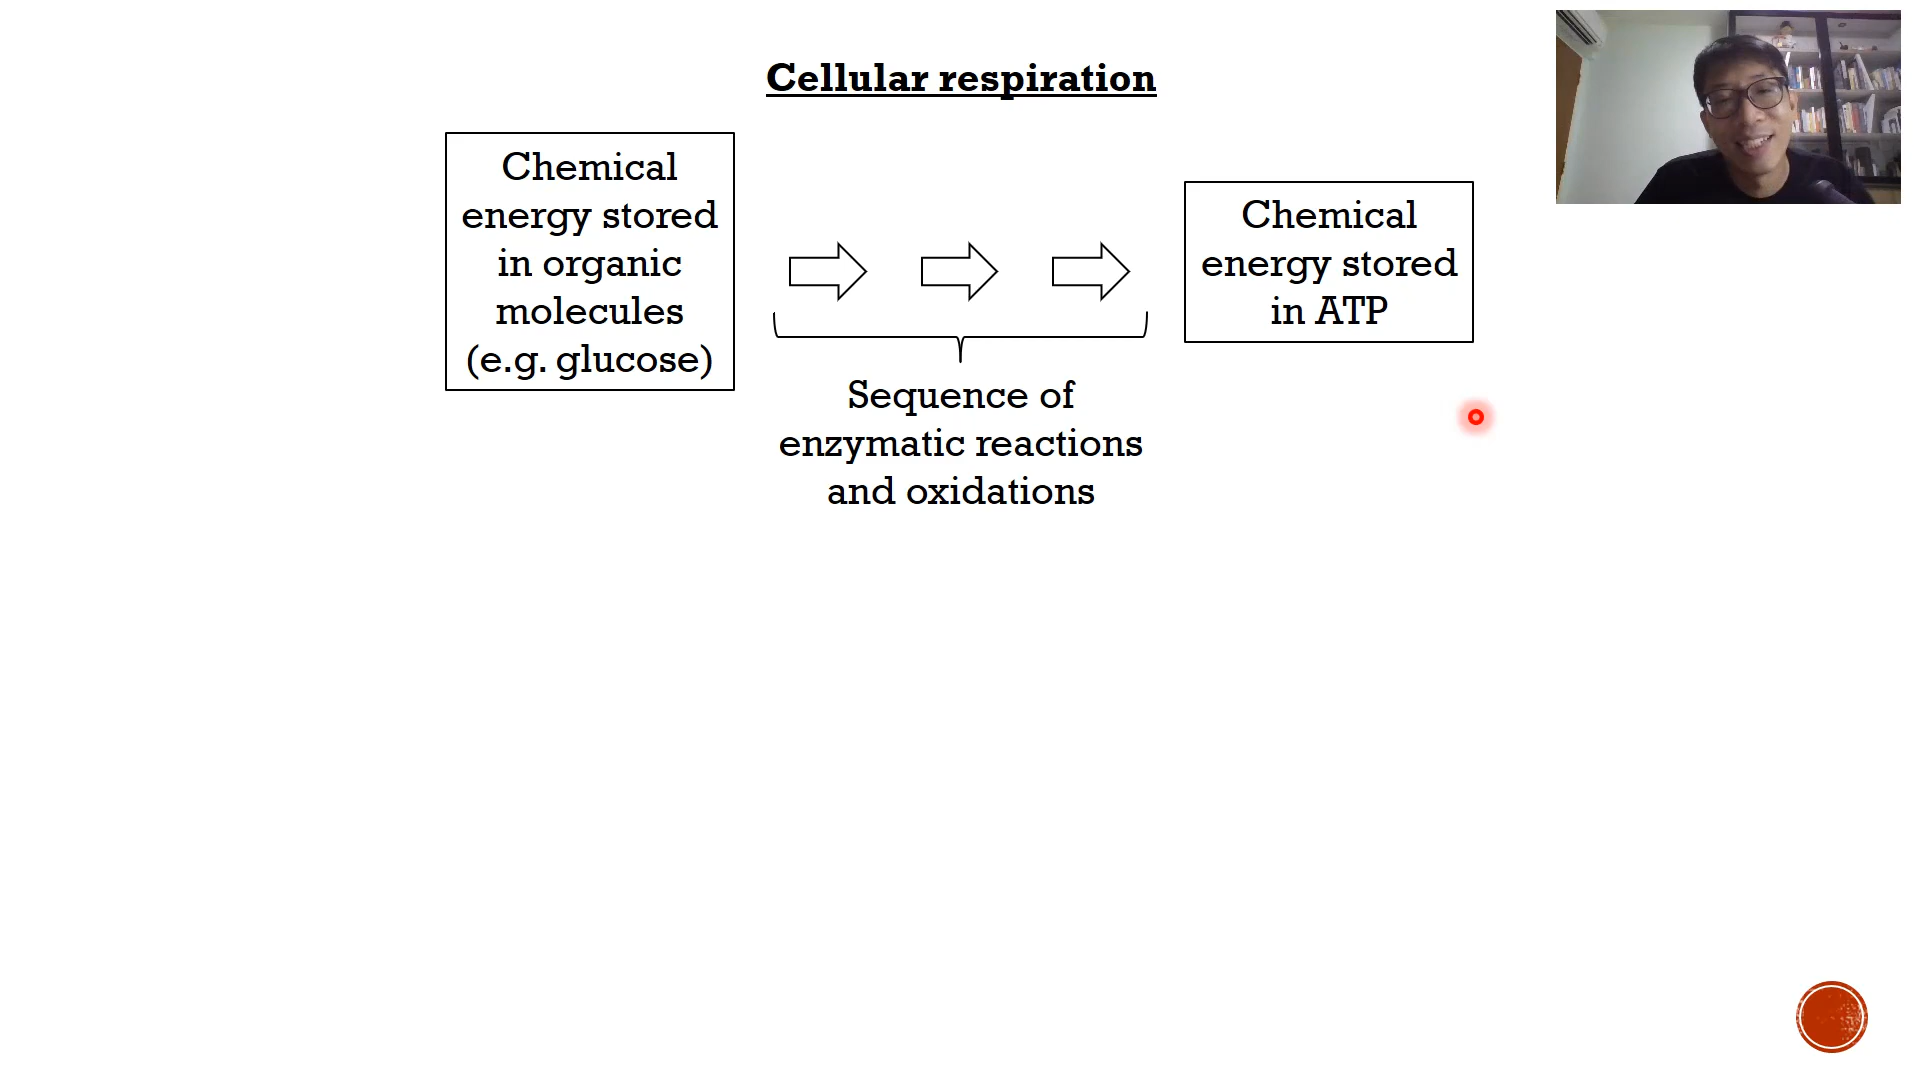 Cellular respiration
Chemical
energy stored
in organic
molecules
(e.g. glucose)
Chemical
energy stored
in ATP
Sequence of
enzymatic reactions
and oxidations